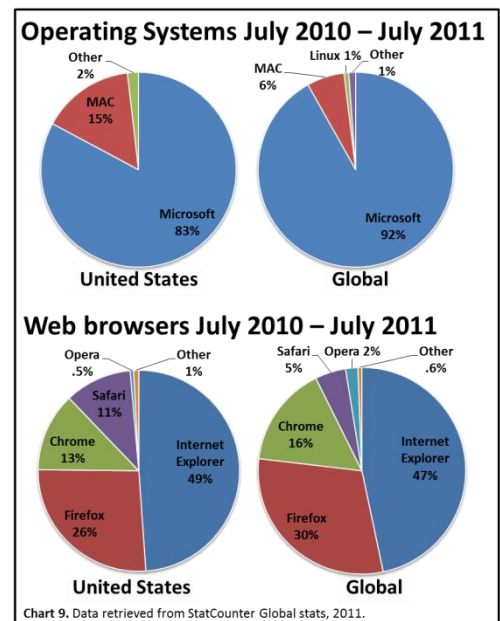 Operating Systems July 2010 – July 2011
Other
2%
MAC
15%
Microsoft
83%
United States
Linux 1%
Other
1%
MAC
6%
Microsoft
92%
Global
Web browsers July 2010 – July 2011
Opera
.5%
Other
1%
Safari
11%
Chrome
13%
Internet
Explorer
49%
Firefox
26%
United States
Safari
5%
Opera 2%
Other
.6%
Chrome
16%
Internet
Explorer
47%
Firefox
30%
Global
Chart 9. Data retrieved from StatCounter Global stats, 2011.